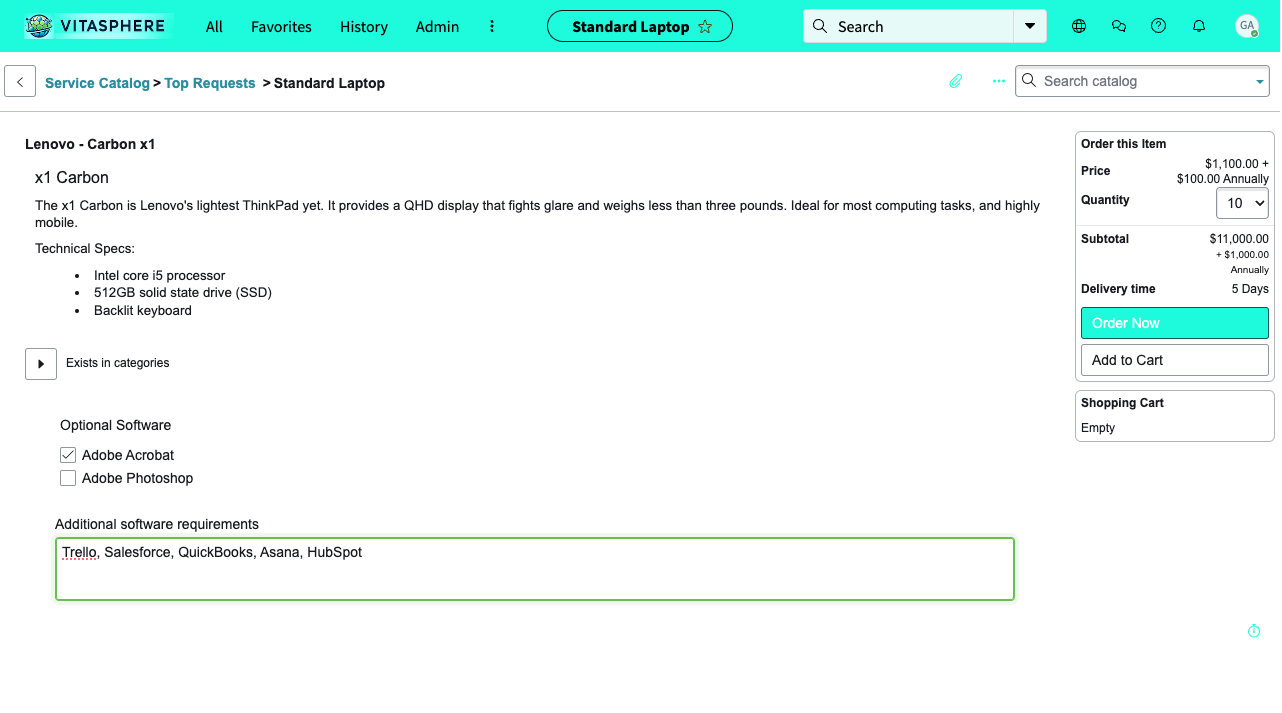 VITASPHERE
All
Favorites
History
Admin
Standard Laptop
Search
GA
Service Catalog > Top Requests > Standard Laptop
Search catalog
Lenovo - Carbon x1
x1 Carbon
The x1 Carbon is Lenovo's lightest ThinkPad yet. It provides a QHD display that fights glare and weighs less than three pounds. Ideal for most computing tasks, and highly
mobile.
Technical Specs:
Intel core i5 processor
512GB solid state drive (SSD)
Backlit keyboard
Exists in categories
Optional Software
Adobe Acrobat
Adobe Photoshop
Additional software requirements
Trello, Salesforce, QuickBooks, Asana, HubSpot
Order this Item
Price $1,100.00 +
$100.00 Annually
Quantity 10
Subtotal $11,000.00
+ $1,000.00
Annually
Delivery time 5 Days
Order Now
Add to Cart
Shopping Cart
Empty